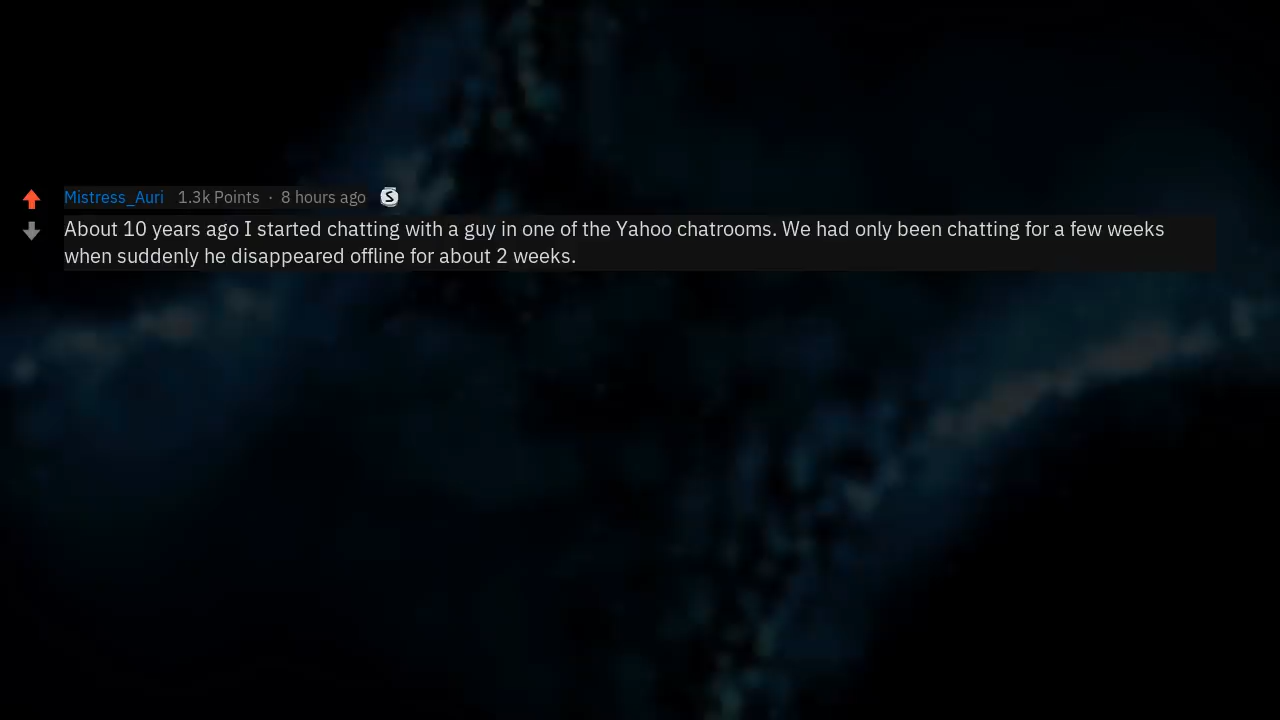 Mistress_Auri 1.3k Points · 8 hours ago S
About 10 years ago I started chatting with a guy in one of the Yahoo chatrooms. We had only been chatting for a few weeks
when suddenly he disappeared offline for about 2 weeks.